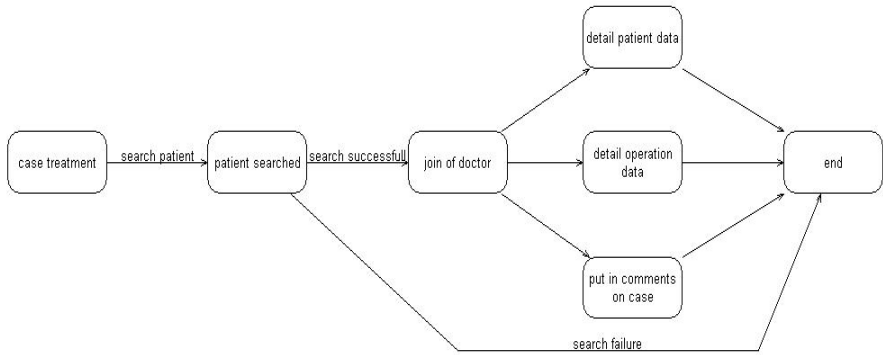 detail patient data
case treatment
search patient
patient searched
search successfull
join of doctor
detail operation
data
end
put in comments
on case
search failure